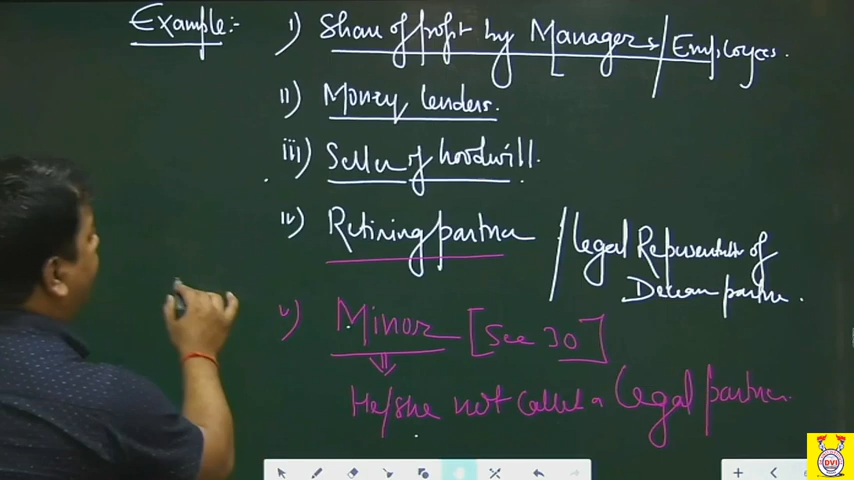 Example:-
i) Share of profit by Managers / Employees.
ii) Money lenders.
iii) Seller of Goodwill.
iv) Retiring partner / Legal Representative of
Deceased partner.
v) Minor [Sec 30]
⇓
He/she not called a legal partner.
DVI